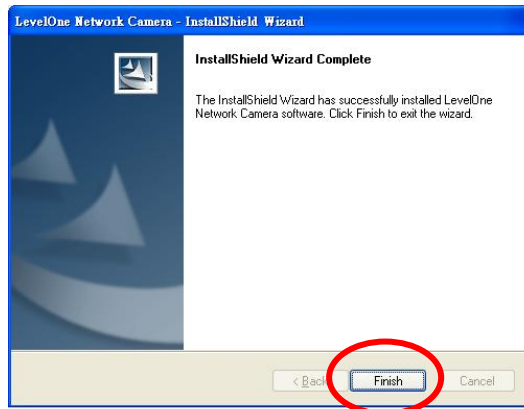 LevelOne Network Camera - InstallShield Wizard
InstallShield Wizard Complete
The InstallShield Wizard has successfully installed LevelOne
Network Camera software. Click Finish to exit the wizard.
< Back
Finish
Cancel